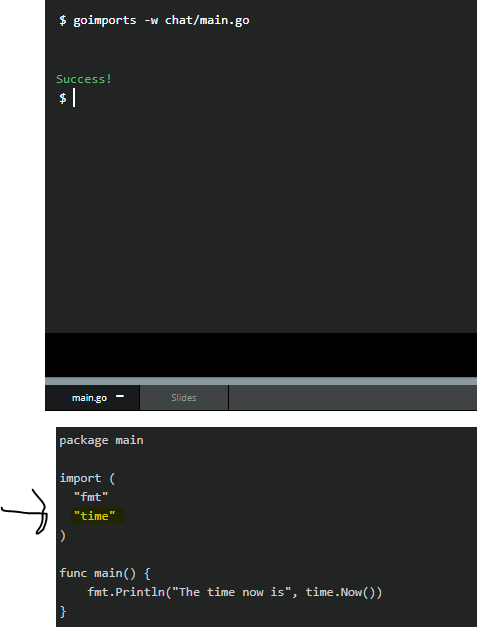 $ goimports -w chat/main.go
Success!
$
main.go Slides
package main
import (
"fmt"
"time"
)
func main() {
fmt.Println("The time now is", time.Now())
}